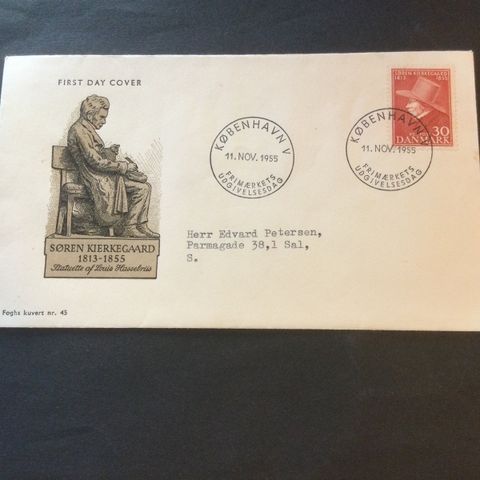 FIRST DAY COVER
SØREN KIERKEGAARD
1813-1855
Statuette af Louis Hasselriis
Foghs kuvert nr. 45
KØBENHAVN V
11. NOV. 1955
FRIMÆRKETS
UDGIVELSESDAG
KØBENHAVN V
11. NOV. 1955
FRIMÆRKETS
UDGIVELSESDAG
SØREN KIERKEGAARD
1813 1855
30
DANMARK
Herr Edvard Petersen,
Parmagade 38,1 Sal,
S.